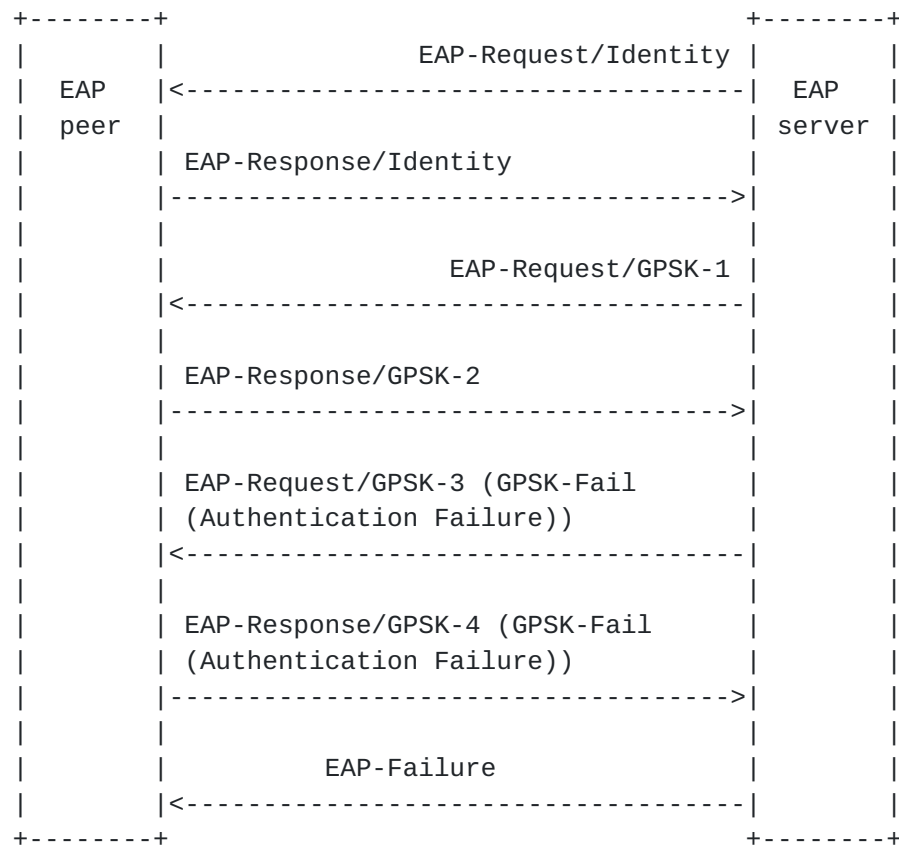 EAP-Request/Identity
EAP EAP
peer server
EAP-Response/Identity
EAP-Request/GPSK-1
EAP-Response/GPSK-2
EAP-Request/GPSK-3 (GPSK-Fail
(Authentication Failure))
EAP-Response/GPSK-4 (GPSK-Fail
(Authentication Failure))
EAP-Failure